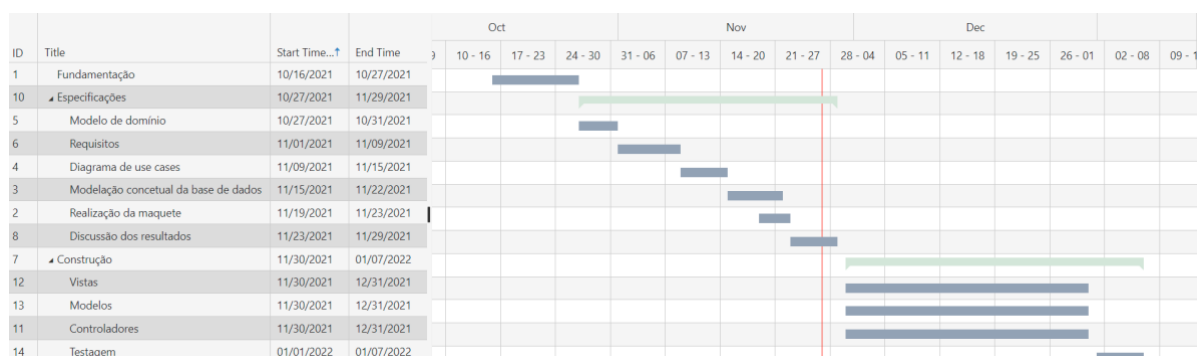 Oct Nov Dec
ID Title Start Time...↑ End Time 9 10 - 16 17 - 23 24 - 30 31 - 06 07 - 13 14 - 20 21 - 27 28 - 04 05 - 11 12 - 18 19 - 25 26 - 01 02 - 08 09 - 1
1 Fundamentação 10/16/2021 10/27/2021
10 Especificações 10/27/2021 11/29/2021
5 Modelo de domínio 10/27/2021 10/31/2021
6 Requisitos 11/01/2021 11/09/2021
4 Diagrama de use cases 11/09/2021 11/15/2021
3 Modelação concetual da base de dados 11/15/2021 11/22/2021
2 Realização da maquete 11/19/2021 11/23/2021
8 Discussão dos resultados 11/23/2021 11/29/2021
7 Construção 11/30/2021 01/07/2022
12 Vistas 11/30/2021 12/31/2021
13 Modelos 11/30/2021 12/31/2021
11 Controladores 11/30/2021 12/31/2021
14 Testagem 01/01/2022 01/07/2022